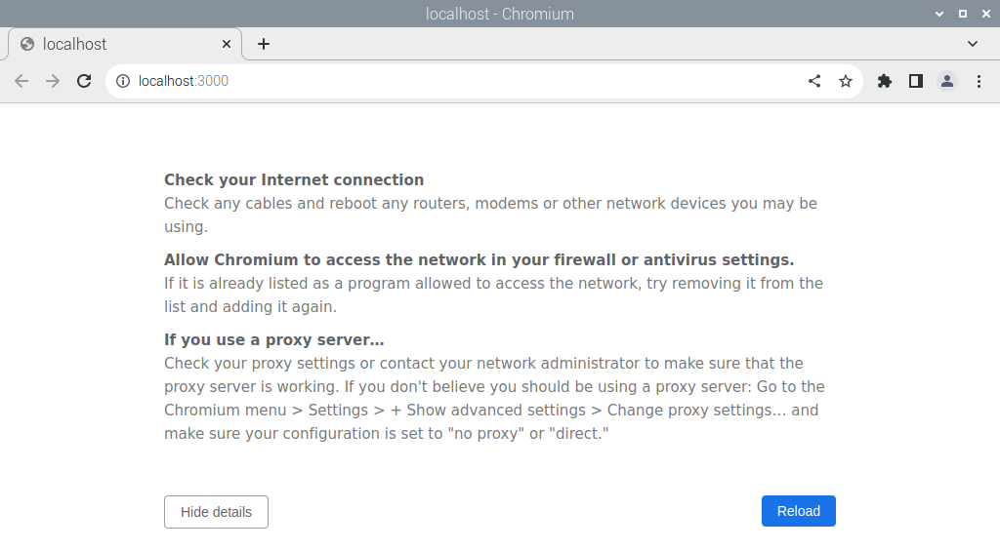 localhost - Chromium
localhost
localhost:3000
Check your Internet connection
Check any cables and reboot any routers, modems or other network devices you may be
using.
Allow Chromium to access the network in your firewall or antivirus settings.
If it is already listed as a program allowed to access the network, try removing it from the
list and adding it again.
If you use a proxy server…
Check your proxy settings or contact your network administrator to make sure that the
proxy server is working. If you don't believe you should be using a proxy server: Go to the
Chromium menu > Settings > + Show advanced settings > Change proxy settings… and
make sure your configuration is set to "no proxy" or "direct."
Hide details
Reload